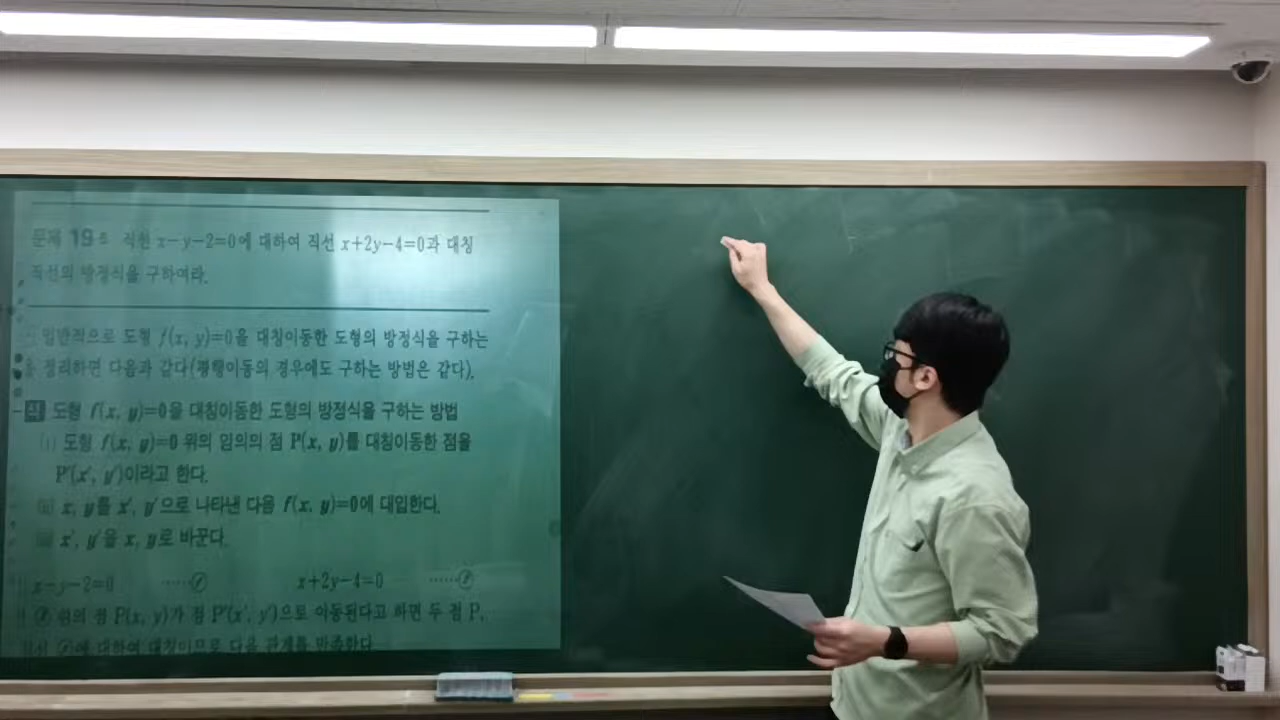 문제 19 직선 x-y-2=0에 대하여 직선 x+2y-4=0과 대칭
직선의 방정식을 구하여라.
일반적으로 도형 f(x, y)=0을 대칭이동한 도형의 방정식을 구하는
을 정리하면 다음과 같다(평행이동의 경우에도 구하는 방법은 같다).
도형 f(x, y)=0을 대칭이동한 도형의 방정식을 구하는 방법
(i) 도형 f(x, y)=0 위의 임의의 점 P(x, y)를 대칭이동한 점을
P'(x', y')이라고 한다.
(ii) x, y를 x', y'으로 나타낸 다음 f(x, y)=0에 대입한다.
x', y'을 x, y로 바꾼다.
x-y-2=0 ······ x+2y-4=0 ······
위의 점 P(x, y)가 점 P'(x', y')으로 이동된다고 하면 두 점 P,
에 대하여 대칭이므로 다음 관계를 만족한다